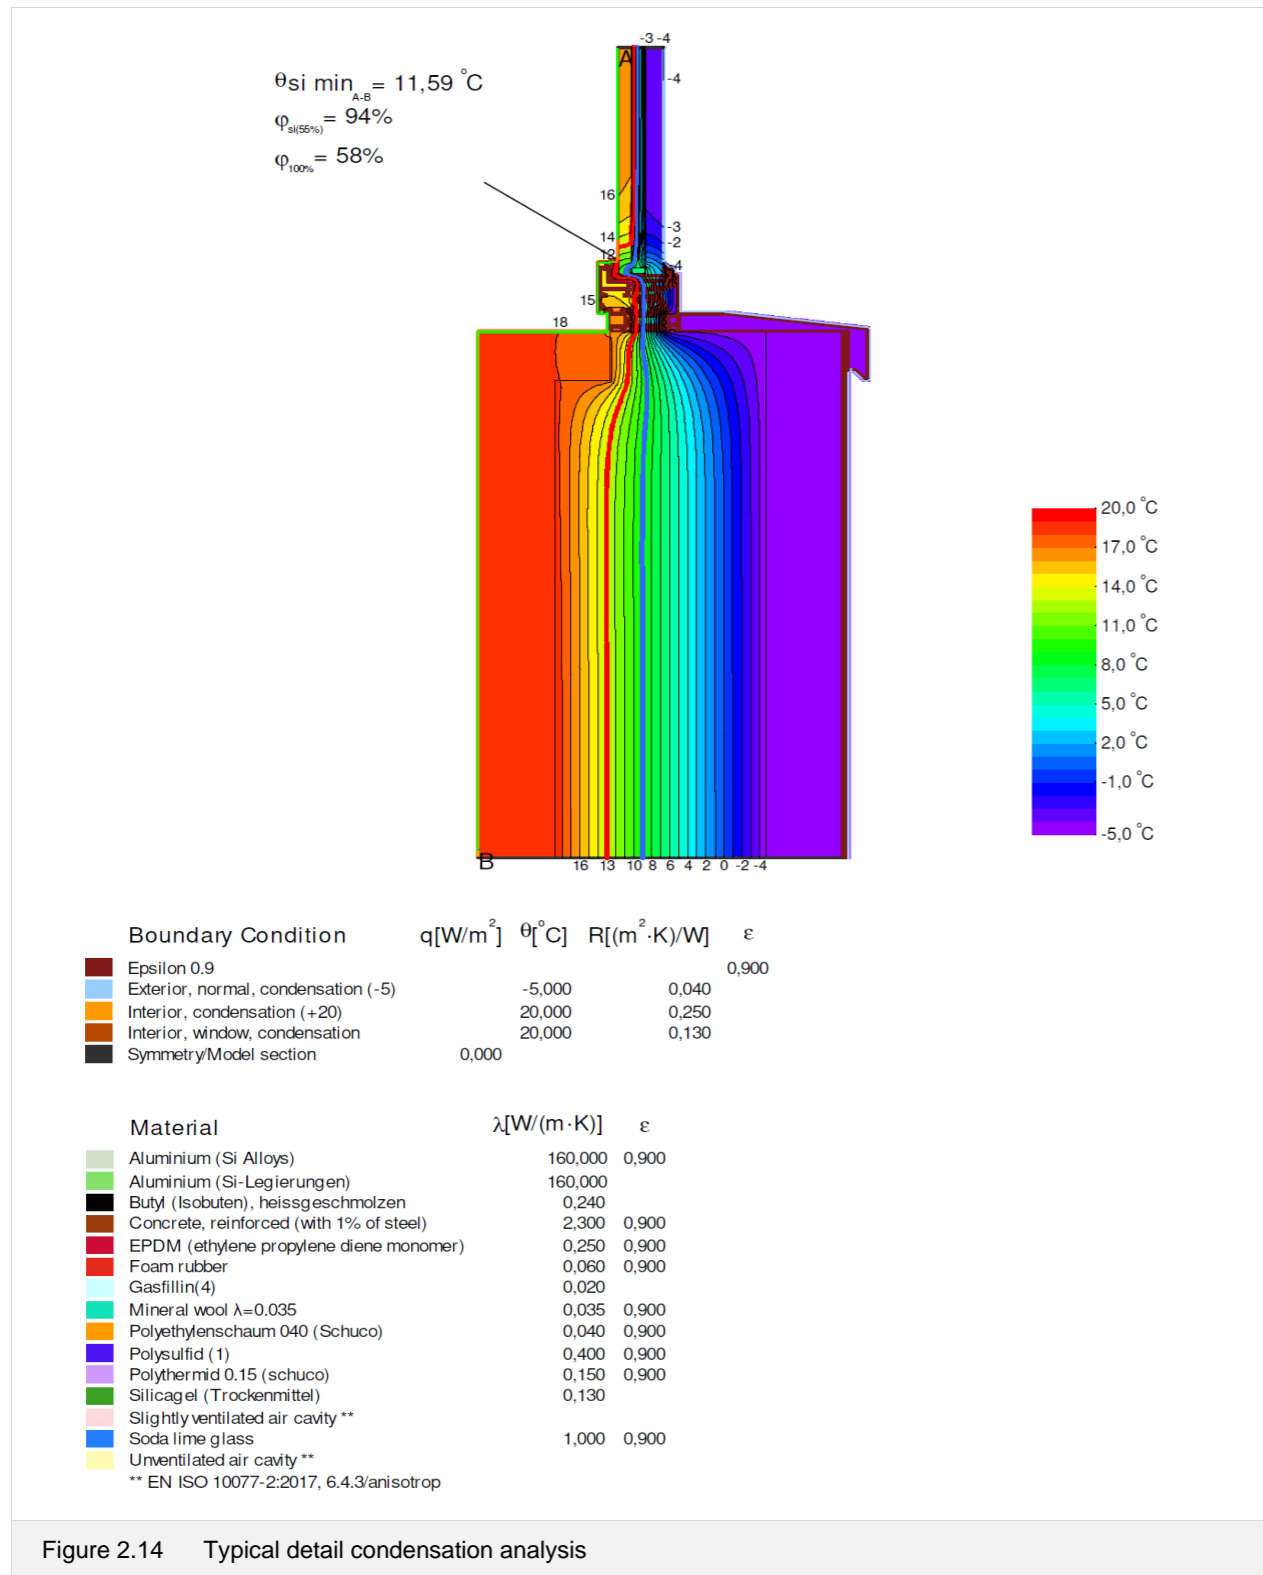 -3 -4
A
θsi min A-B = 11,59 °C
-4
φsi(55%) = 94%
φ100% = 58%
16
-3
14
-2
12
-4
15
18
20,0 °C
17,0 °C
14,0 °C
11,0 °C
8,0 °C
5,0 °C
2,0 °C
-1,0 °C
-5,0 °C
B
16 13 10 8 6 4 2 0 -2 -4
Boundary Condition q[W/m²] θ[°C] R[(m²·K)/W] ε
Epsilon 0.9 0,900
Exterior, normal, condensation (-5) -5,000 0,040
Interior, condensation (+20) 20,000 0,250
Interior, window, condensation 20,000 0,130
Symmetry/Model section 0,000
Material λ[W/(m·K)] ε
Aluminium (Si Alloys) 160,000 0,900
Aluminium (Si-Legierungen) 160,000
Butyl (Isobuten), heissgeschmolzen 0,240
Concrete, reinforced (with 1% of steel) 2,300 0,900
EPDM (ethylene propylene diene monomer) 0,250 0,900
Foam rubber 0,060 0,900
Gasfillin(4) 0,020
Mineral wool λ=0.035 0,035 0,900
Polyethylenschaum 040 (Schuco) 0,040 0,900
Polysulfid (1) 0,400 0,900
Polythermid 0.15 (schuco) 0,150 0,900
Silicagel (Trockenmittel) 0,130
Slightly ventilated air cavity **
Soda lime glass 1,000 0,900
Unventilated air cavity **
** EN ISO 10077-2:2017, 6.4.3/anisotrop
Figure 2.14 Typical detail condensation analysis